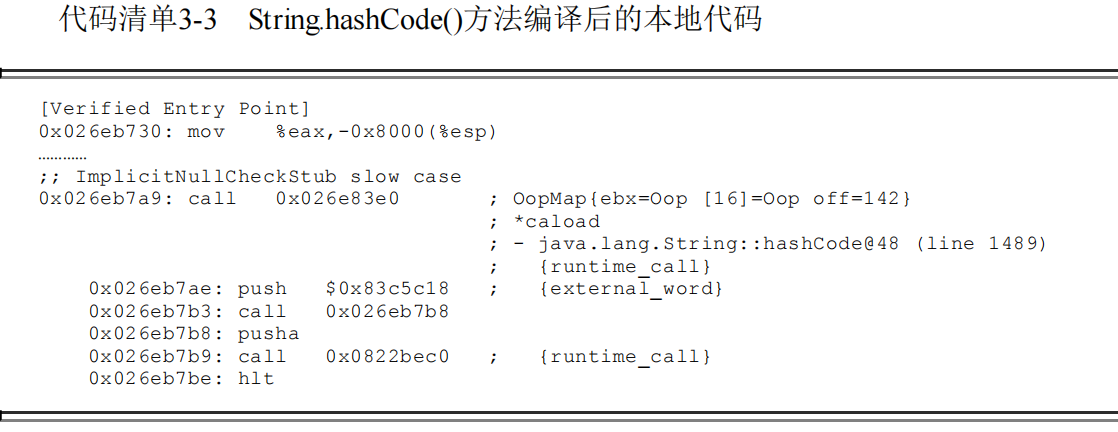 代码清单3-3 String.hashCode()方法编译后的本地代码
[Verified Entry Point]
0x026eb730: mov %eax,-0x8000(%esp)
…………
;; ImplicitNullCheckStub slow case
0x026eb7a9: call 0x026e83e0 ; OopMap{ebx=Oop [16]=Oop off=142}
; *caload
; - java.lang.String::hashCode@48 (line 1489)
; {runtime_call}
0x026eb7ae: push $0x83c5c18 ; {external_word}
0x026eb7b3: call 0x026eb7b8
0x026eb7b8: pusha
0x026eb7b9: call 0x0822bec0 ; {runtime_call}
0x026eb7be: hlt